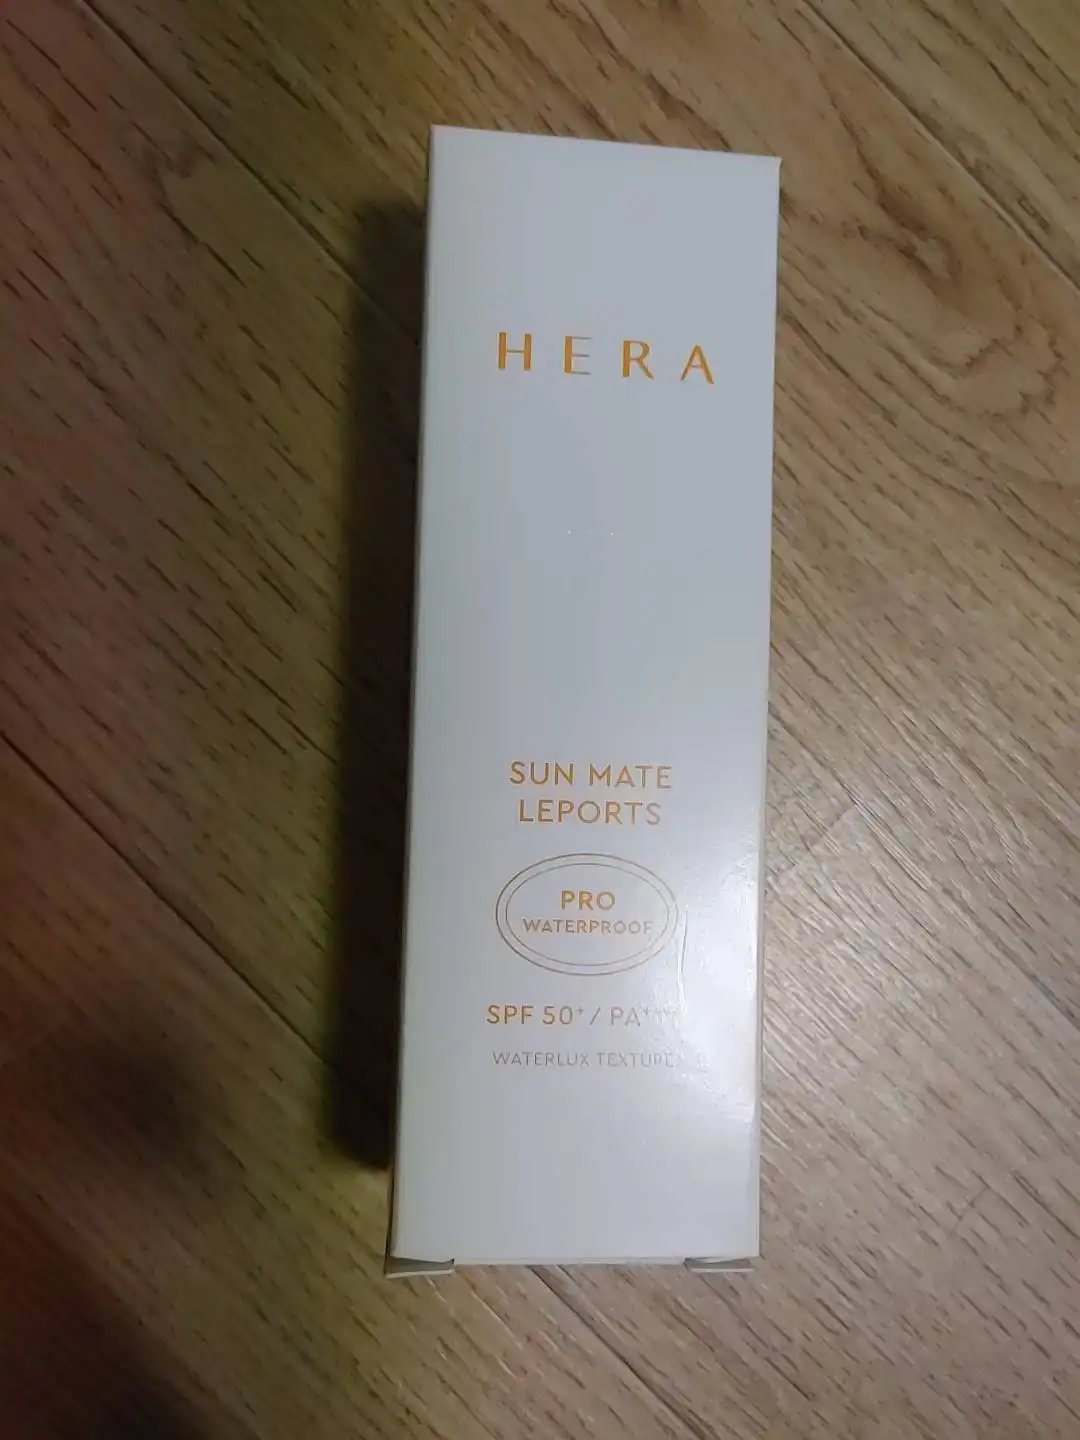 HERA
SUN MATE
LEPORTS
PRO
WATERPROOF
SPF 50+ / PA++++
WATERLUX TEXTURE